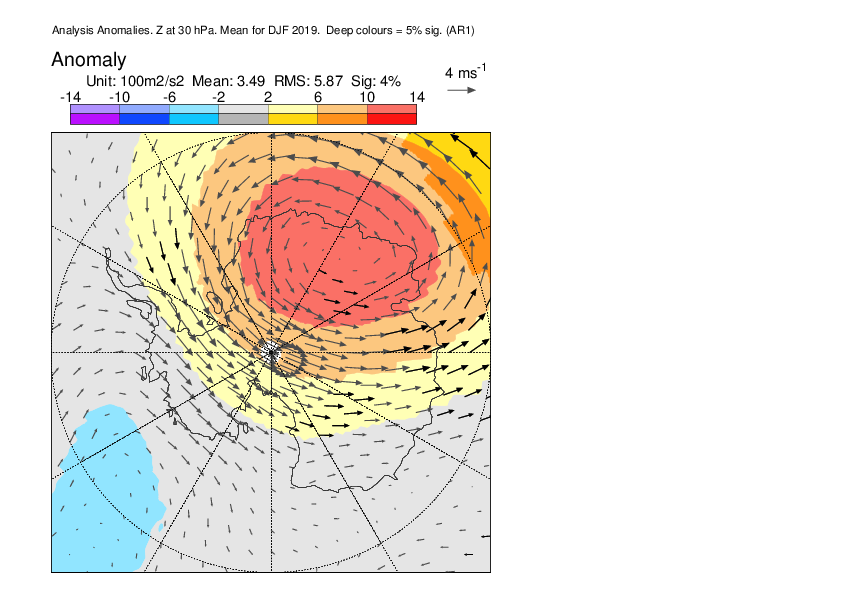 Analysis Anomalies. Z at 30 hPa. Mean for DJF 2019. Deep colours = 5% sig. (AR1)
Anomaly
Unit: 100m2/s2 Mean: 3.49 RMS: 5.87 Sig: 4%
4 ms-1
-14 -10 -6 -2 2 6 10 14